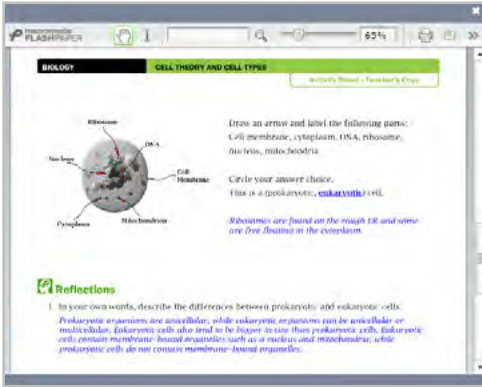 macromedia
FLASHPAPER
65%
BIOLOGY
CELL THEORY AND CELL TYPES
Activity Sheet - Teacher's Copy
Ribosome
DNA
Nucleus
Cell
Membrane
Cytoplasm
Mitochondrion
Draw an arrow and label the following parts:
Cell membrane, cytoplasm, DNA, ribosome,
nucleus, mitochondria
Circle your answer choice.
This is a (prokaryotic, eukaryotic) cell.
Ribosomes are found on the rough ER and some
are free floating in the cytoplasm.
Reflections
1. In your own words, describe the differences between prokaryotic and eukaryotic cells.
Prokaryotic organisms are unicellular, while eukaryotic organisms can be unicellular or
multicellular. Eukaryotic cells also tend to be bigger in size than prokaryotic cells. Eukaryotic
cells contain membrane-bound organelles such as a nucleus and mitochondria, while
prokaryotic cells do not contain membrane-bound organelles.